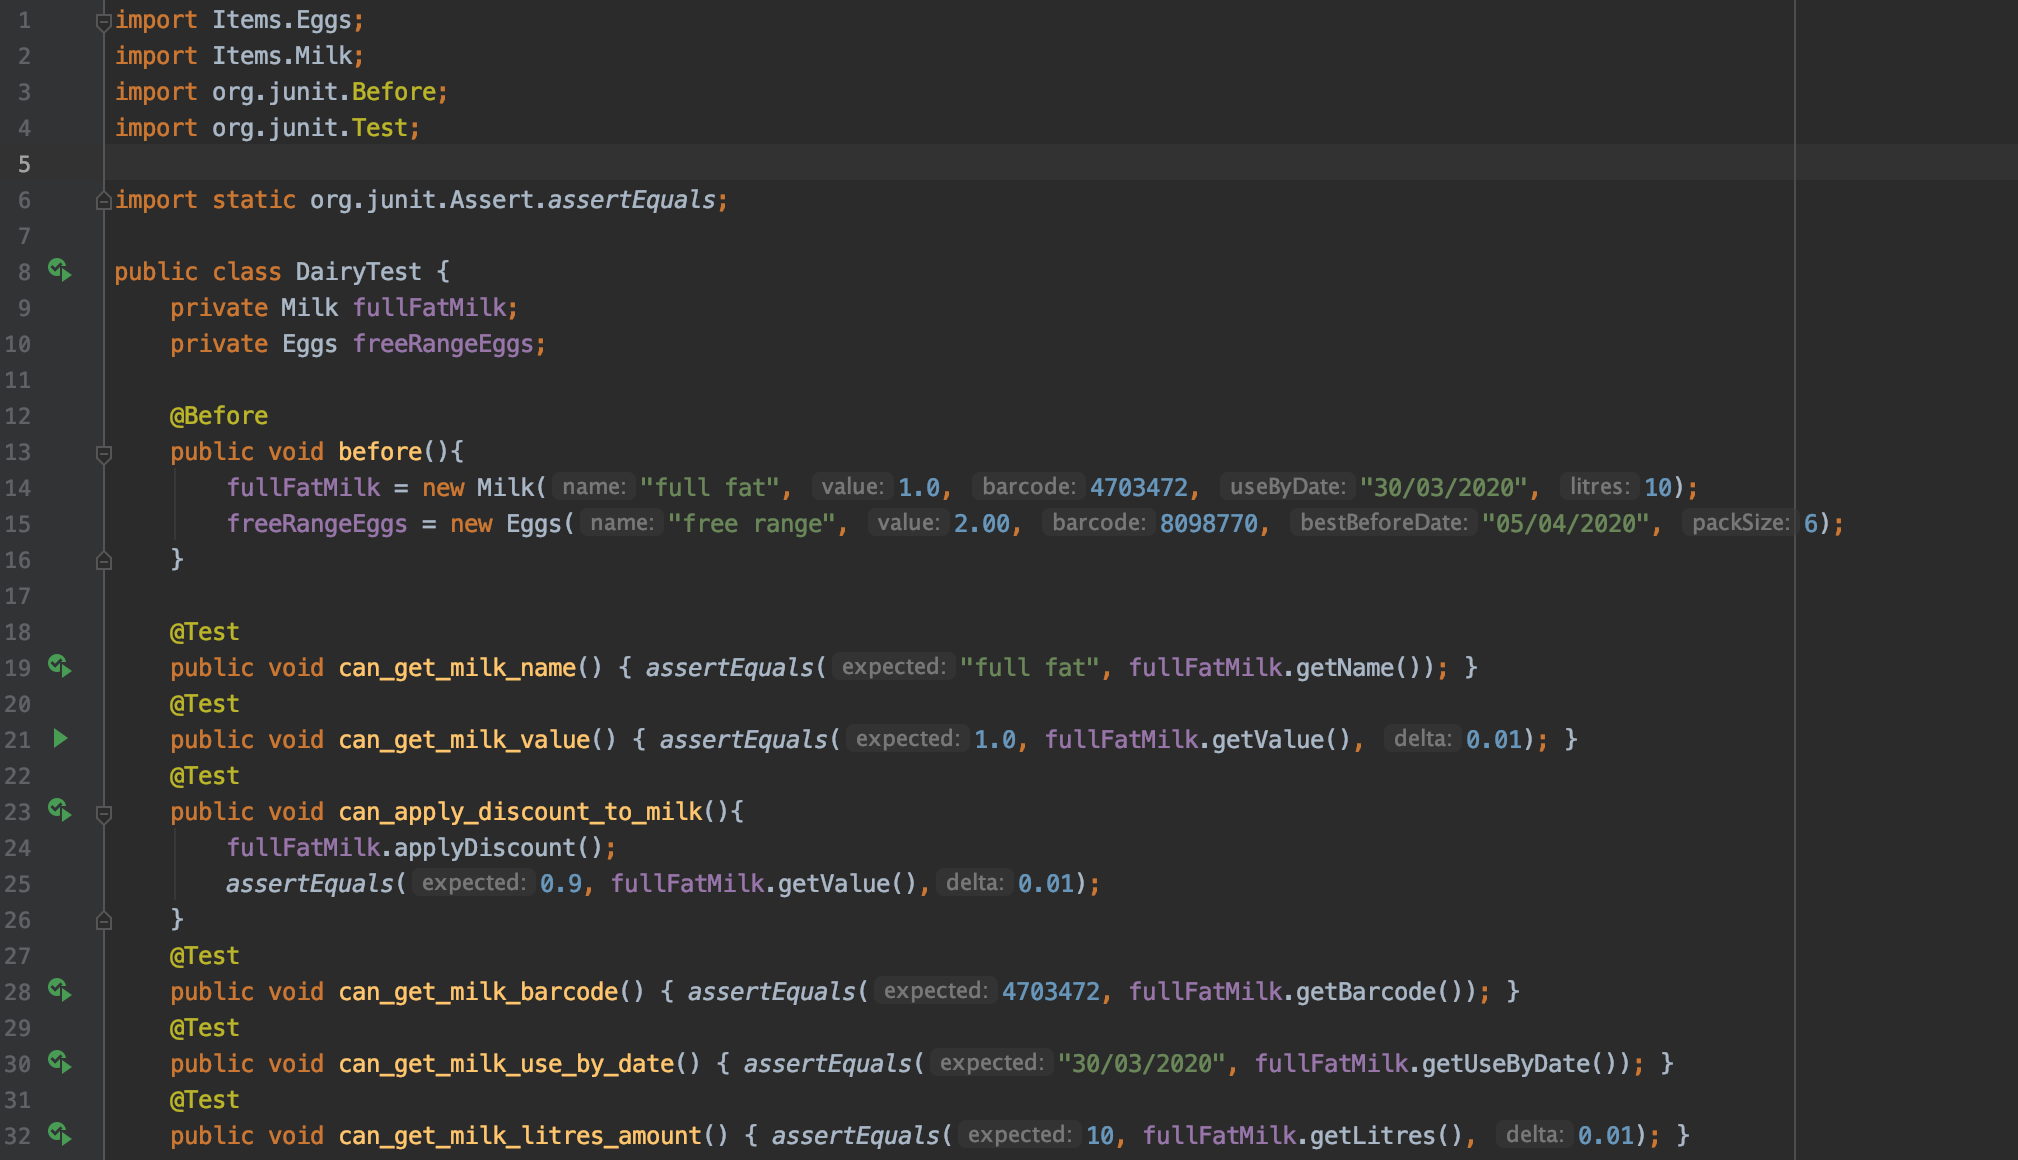 1 import Items.Eggs;
2 import Items.Milk;
3 import org.junit.Before;
4 import org.junit.Test;
5
6 import static org.junit.Assert.assertEquals;
7
8 public class DairyTest {
9     private Milk fullFatMilk;
10     private Eggs freeRangeEggs;
11
12     @Before
13     public void before(){
14         fullFatMilk = new Milk( name: "full fat", value: 1.0, barcode: 4703472, useByDate: "30/03/2020", litres: 10);
15         freeRangeEggs = new Eggs( name: "free range", value: 2.00, barcode: 8098770, bestBeforeDate: "05/04/2020", packSize: 6);
16     }
17
18     @Test
19     public void can_get_milk_name() { assertEquals( expected: "full fat", fullFatMilk.getName()); }
20     @Test
21     public void can_get_milk_value() { assertEquals( expected: 1.0, fullFatMilk.getValue(), delta: 0.01); }
22     @Test
23     public void can_apply_discount_to_milk(){
24         fullFatMilk.applyDiscount();
25         assertEquals( expected: 0.9, fullFatMilk.getValue(), delta: 0.01);
26     }
27     @Test
28     public void can_get_milk_barcode() { assertEquals( expected: 4703472, fullFatMilk.getBarcode()); }
29     @Test
30     public void can_get_milk_use_by_date() { assertEquals( expected: "30/03/2020", fullFatMilk.getUseByDate()); }
31     @Test
32     public void can_get_milk_litres_amount() { assertEquals( expected: 10, fullFatMilk.getLitres(), delta: 0.01); }